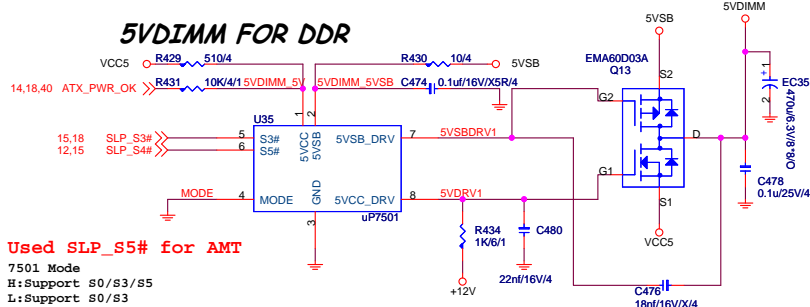 5VDIMM FOR DDR
5VSB
5VDIMM
VCC5
R429
510/4
R430
10/4
5VSB
EMA60D03A
Q13
14,18,40 ATX_PWR_OK
R431
10K/4/1
5VDIMM_5V
5VDIMM_5VSB
C474
0.1uf/16V/X5R/4
S2
1
+
2
EC35
470u/6.3V/8*8/O
U35
1
2
5VCC
5VSB
G2
15,18 SLP_S3#
5
S3#
5VSB_DRV
7
5VSBDRV1
D
12,15 SLP_S4#
6
S5#
G1
MODE
4
MODE
GND
5VCC_DRV
8
5VDRV1
C478
0.1u/25V/4
3
uP7501
S1
R434
1K/6/1
C480
22nf/16V/4
VCC5
+12V
C476
18nf/16V/X/4
Used SLP_S5# for AMT
7501 Mode
H:Support S0/S3/S5
L:Support S0/S3